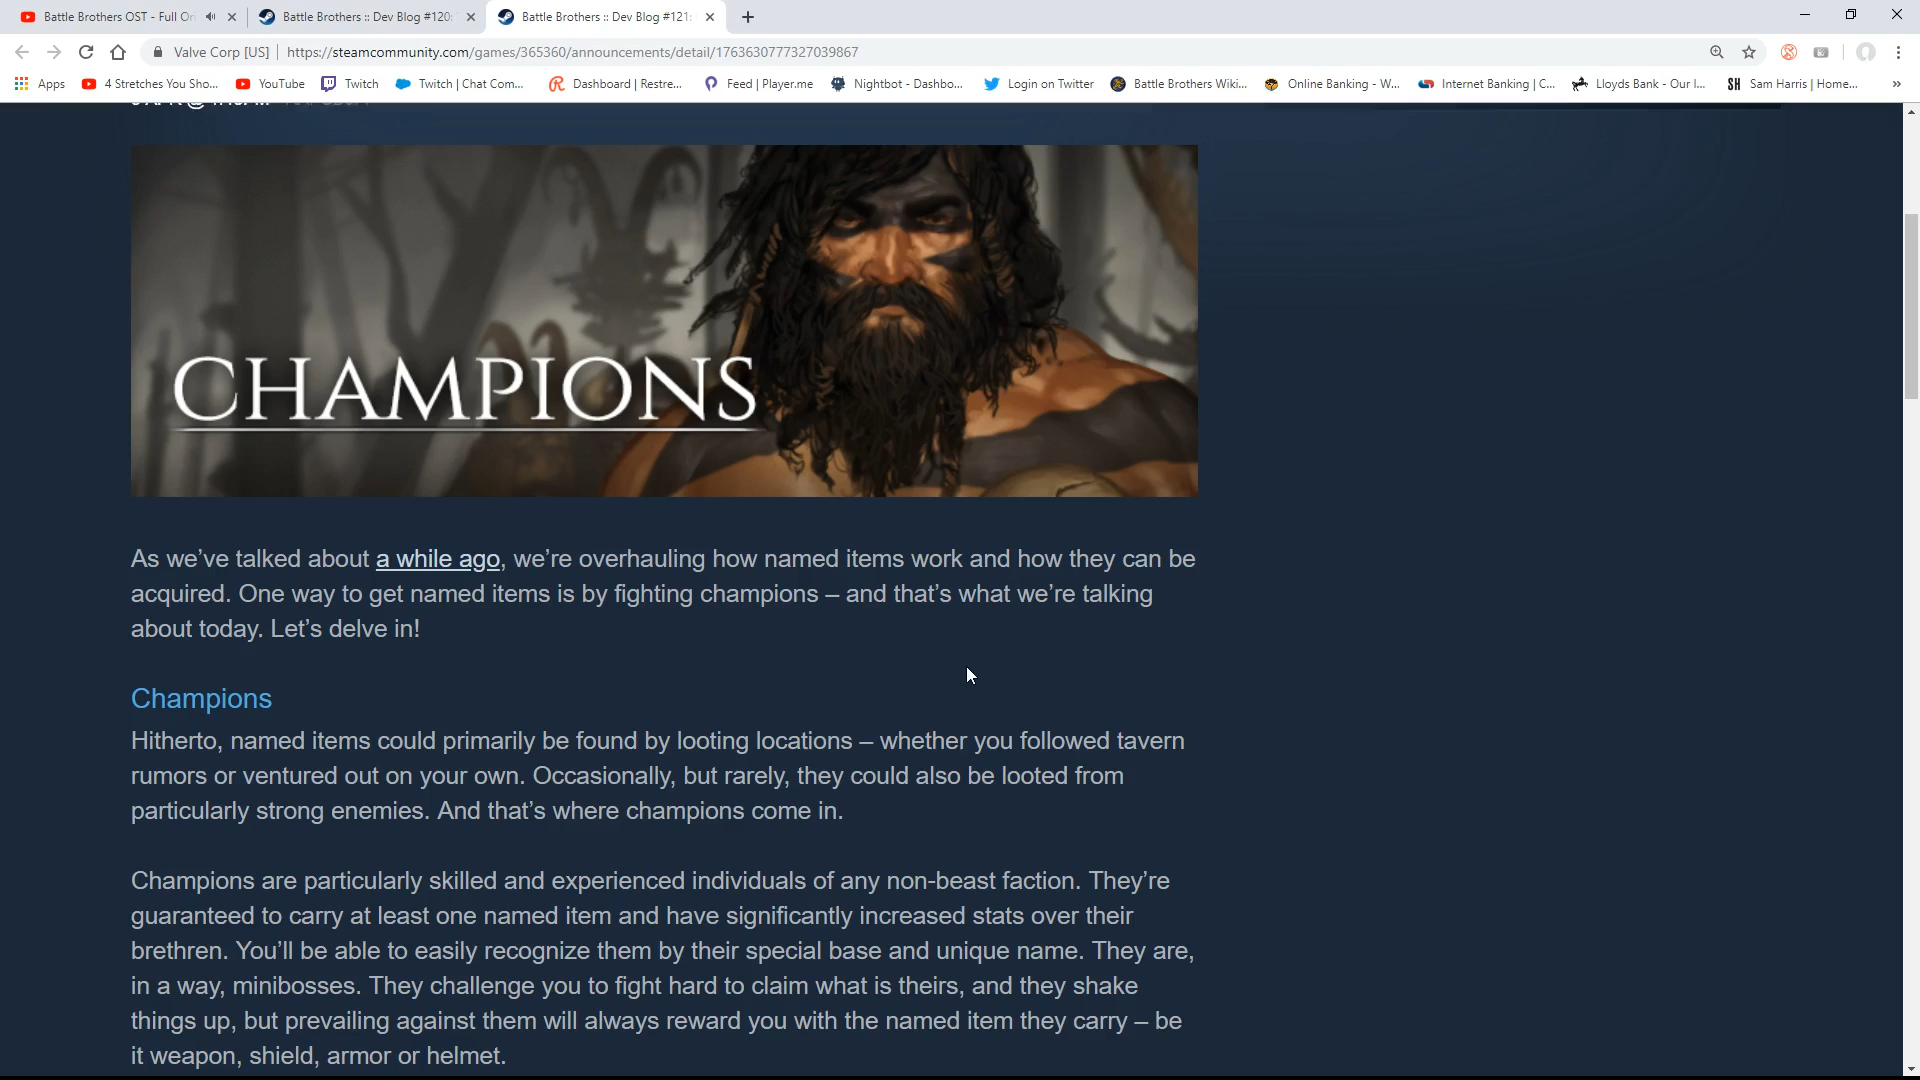 Battle Brothers OST - Full Ori
Battle Brothers :: Dev Blog #120:
Battle Brothers :: Dev Blog #121:
Valve Corp [US]
https://steamcommunity.com/games/365360/announcements/detail/1763630777327039867
Apps
4 Stretches You Sho...
YouTube
Twitch
Twitch | Chat Com...
Dashboard | Restre...
Feed | Player.me
Nightbot - Dashbo...
Login on Twitter
Battle Brothers Wiki...
Online Banking - W...
Internet Banking | C...
Lloyds Bank - Our I...
SH
Sam Harris | Home...
»
CHAMPIONS
As we’ve talked about a while ago, we’re overhauling how named items work and how they can be
acquired. One way to get named items is by fighting champions – and that’s what we’re talking
about today. Let’s delve in!
Champions
Hitherto, named items could primarily be found by looting locations – whether you followed tavern
rumors or ventured out on your own. Occasionally, but rarely, they could also be looted from
particularly strong enemies. And that’s where champions come in.
Champions are particularly skilled and experienced individuals of any non-beast faction. They’re
guaranteed to carry at least one named item and have significantly increased stats over their
brethren. You’ll be able to easily recognize them by their special base and unique name. They are,
in a way, minibosses. They challenge you to fight hard to claim what is theirs, and they shake
things up, but prevailing against them will always reward you with the named item they carry – be
it weapon, shield, armor or helmet.